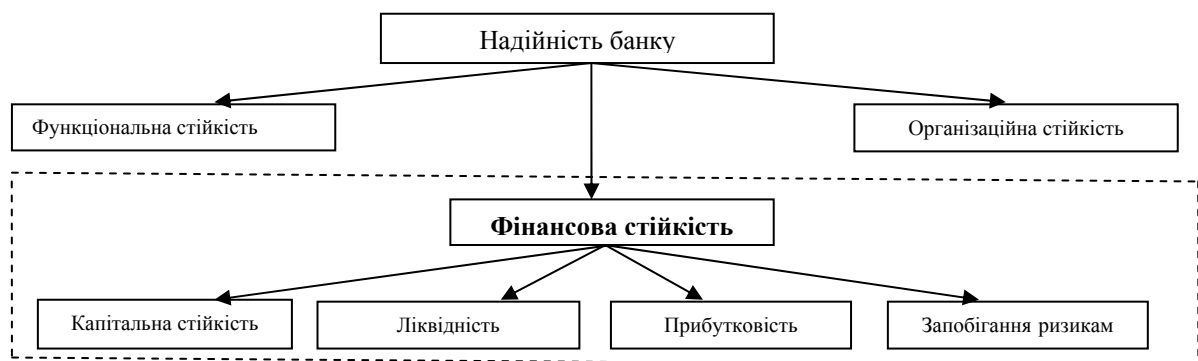 Надійність банку
Функціональна стійкість
Організаційна стійкість
Фінансова стійкість
Капітальна стійкість
Ліквідність
Прибутковість
Запобігання ризикам